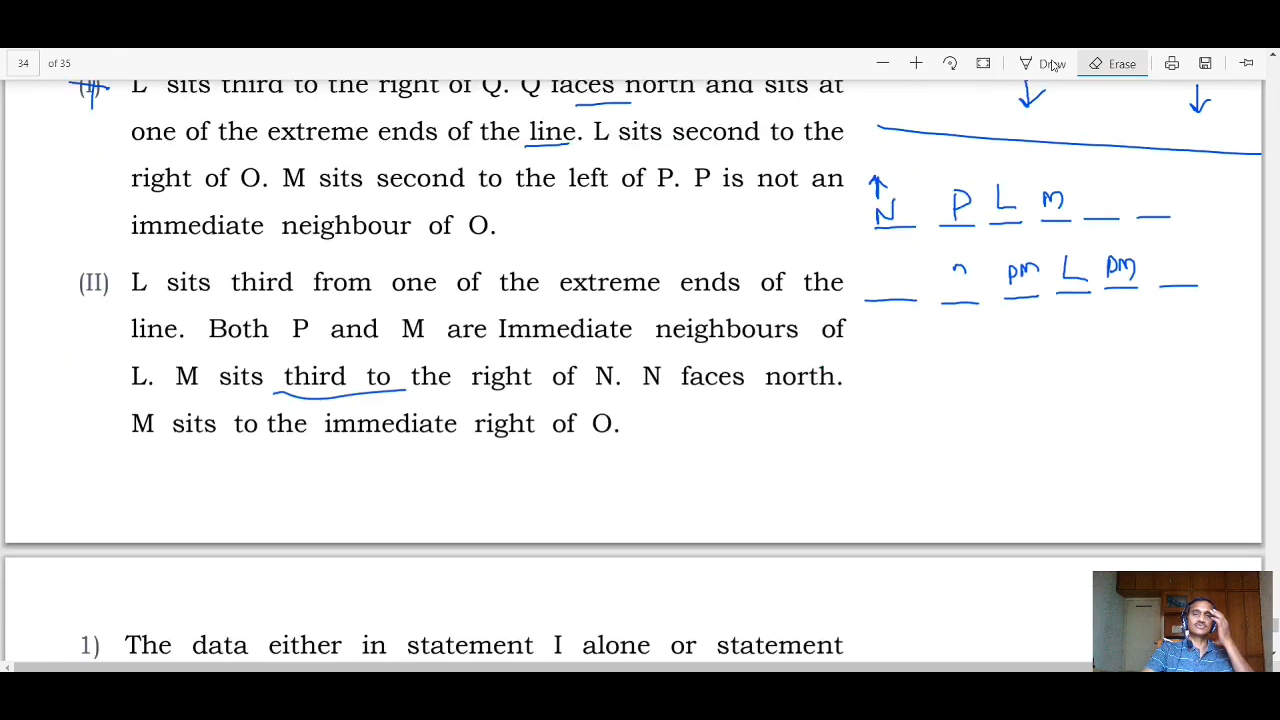 34 of 35 Draw Erase
(I) L sits third to the right of Q. Q faces north and sits at
one of the extreme ends of the line. L sits second to the
right of O. M sits second to the left of P. P is not an
immediate neighbour of O.
N P L M
(II) L sits third from one of the extreme ends of the
line. Both P and M are Immediate neighbours of
L. M sits third to the right of N. N faces north.
M sits to the immediate right of O.
n PM L PM
1) The data either in statement I alone or statement